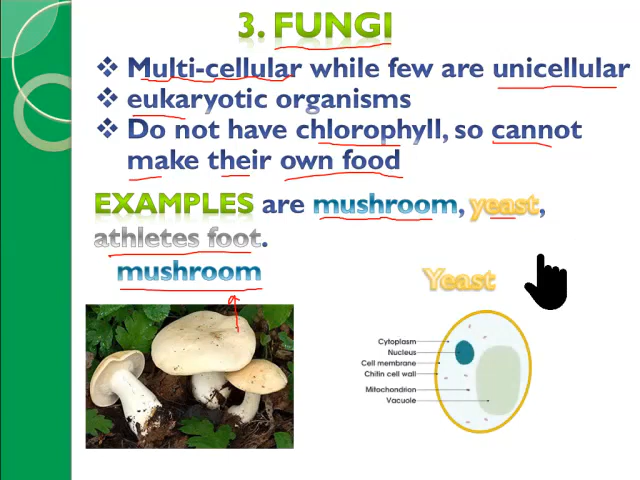 3. FUNGI
❖ Multi-cellular while few are unicellular
❖ eukaryotic organisms
❖ Do not have chlorophyll, so cannot
make their own food
EXAMPLES are mushroom, yeast,
athletes foot.
mushroom
Yeast
Cytoplasm
Nucleus
Cell membrane
Chitin cell wall
Mitochondrion
Vacuole